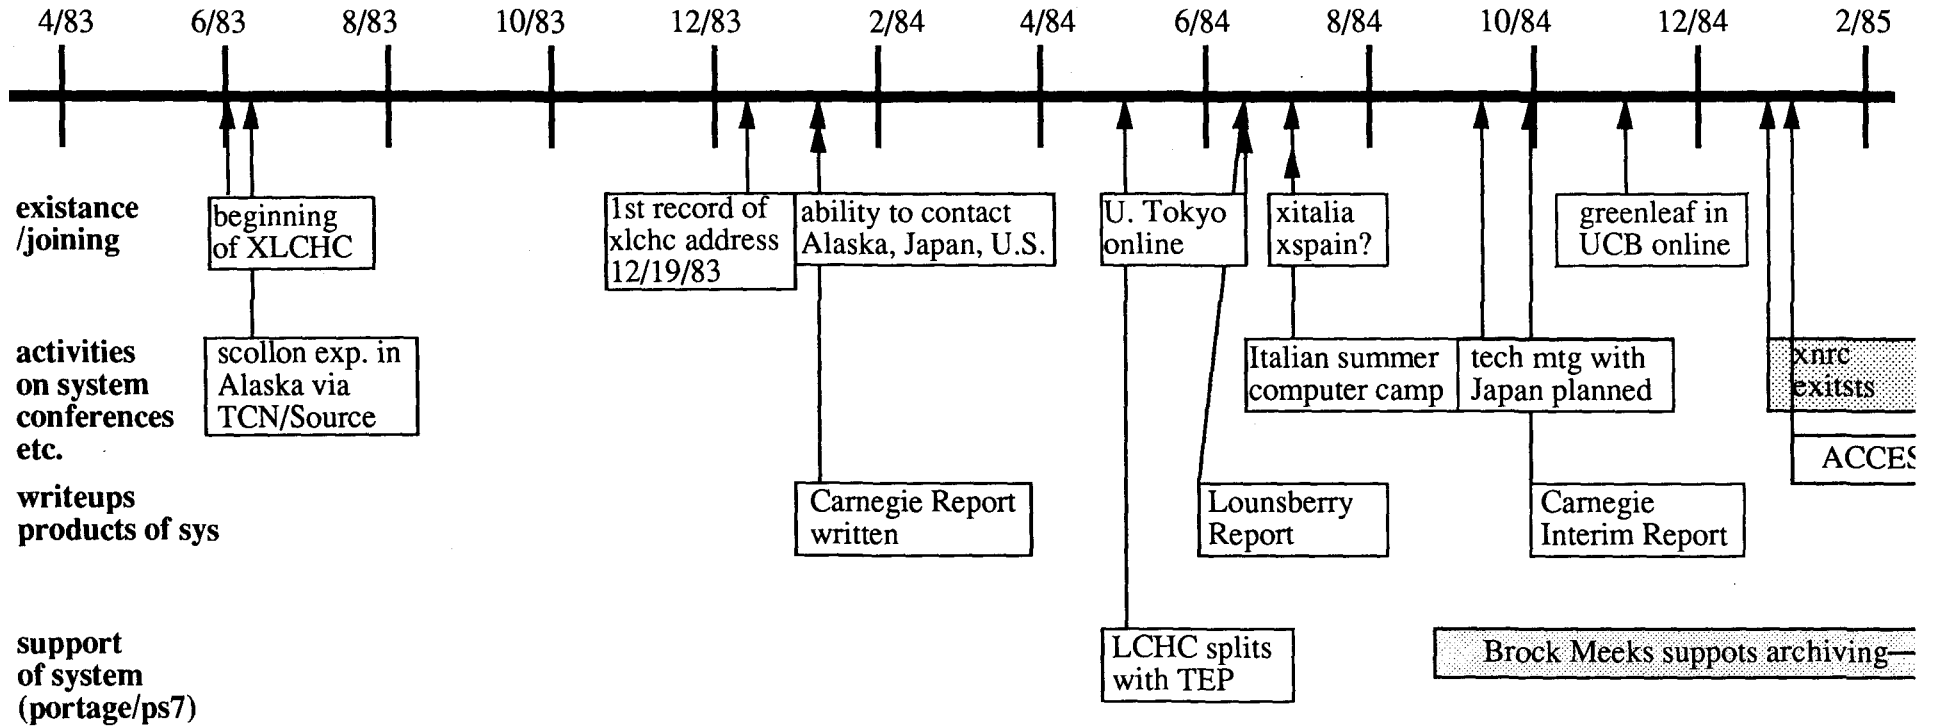 4/83 6/83 8/83 10/83 12/83 2/84 4/84 6/84 8/84 10/84 12/84 2/85
existance
/joining
beginning
of XLCHC
1st record of
xlchc address
12/19/83
ability to contact
Alaska, Japan, U.S.
U. Tokyo
online
xitalia
xspain?
greenleaf in
UCB online
activities
on system
conferences
etc.
scollon exp. in
Alaska via
TCN/Source
Italian summer
computer camp
tech mtg with
Japan planned
xnrc
exitsts
ACCES
writeups
products of sys
Carnegie Report
written
Lounsberry
Report
Carnegie
Interim Report
support
of system
(portage/ps7)
LCHC splits
with TEP
Brock Meeks suppots archiving—